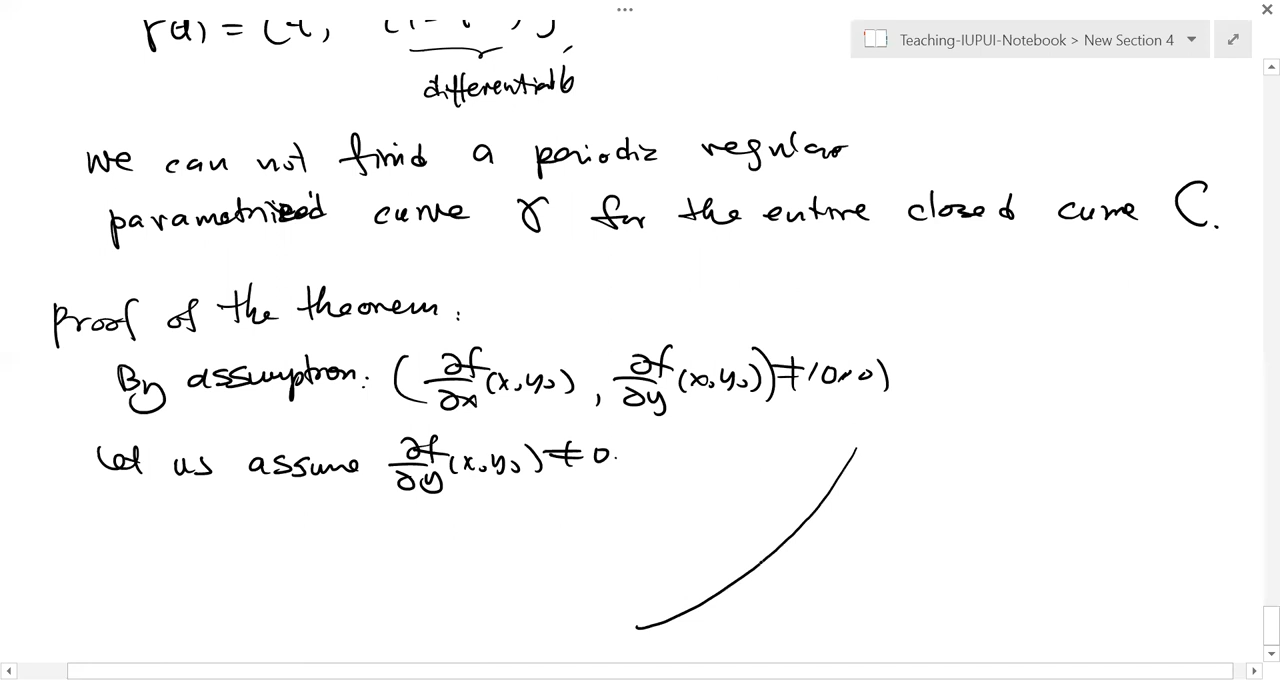 Teaching-IUPUI-Notebook > New Section 4
differentiable
we can not find a periodic regular
parametrized curve γ for the entire closed curve C.
Proof of the theorem:
By assumption: (∂f/∂x (x₀, y₀), ∂f/∂y (x₀, y₀)) ≠ (0, 0)
Let us assume ∂f/∂y (x₀, y₀) ≠ 0.